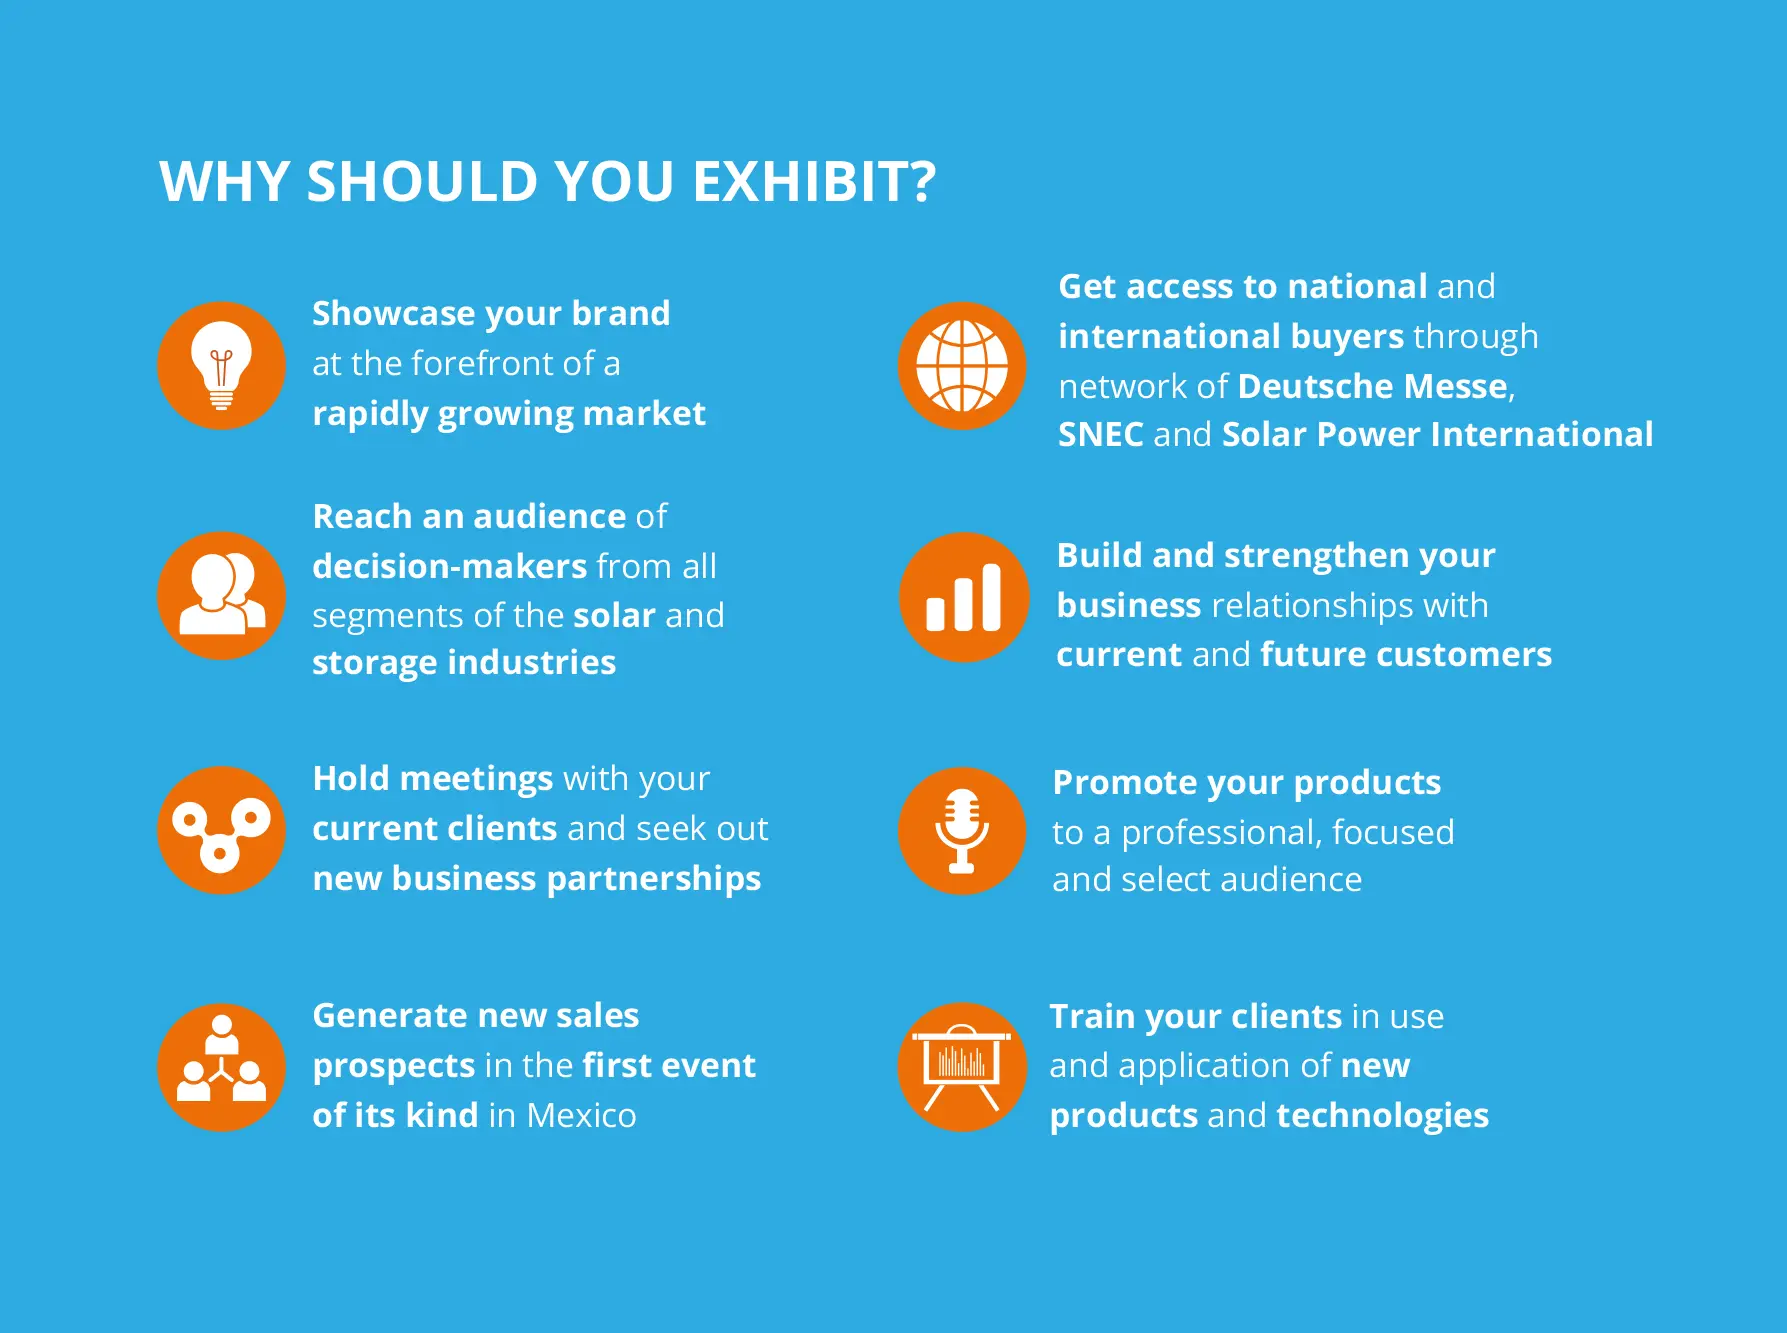 WHY SHOULD YOU EXHIBIT?
Showcase your brand
at the forefront of a
rapidly growing market
Reach an audience of
decision-makers from all
segments of the solar and
storage industries
Hold meetings with your
current clients and seek out
new business partnerships
Generate new sales
prospects in the first event
of its kind in Mexico
Get access to national and
international buyers through
network of Deutsche Messe,
SNEC and Solar Power International
Build and strengthen your
business relationships with
current and future customers
Promote your products
to a professional, focused
and select audience
Train your clients in use
and application of new
products and technologies